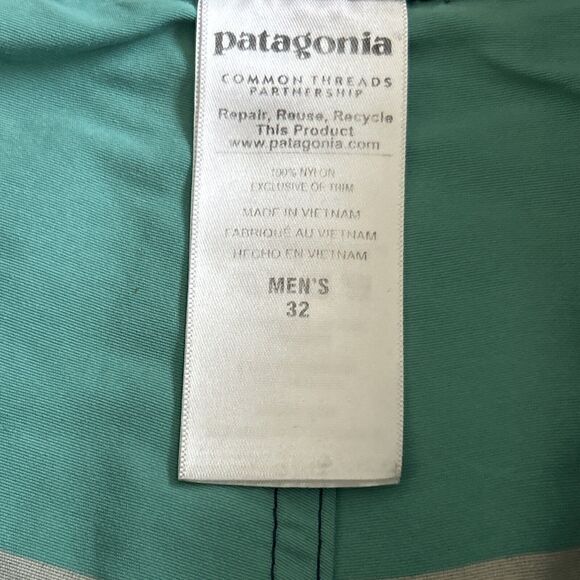 patagonia
COMMON THREADS
PARTNERSHIP
Repair, Reuse, Recycle
This Product
www.patagonia.com
100% NYLON
EXCLUSIVE OF TRIM
MADE IN VIETNAM
FABRIQUÉ AU VIETNAM
HECHO EN VIETNAM
MEN'S
32